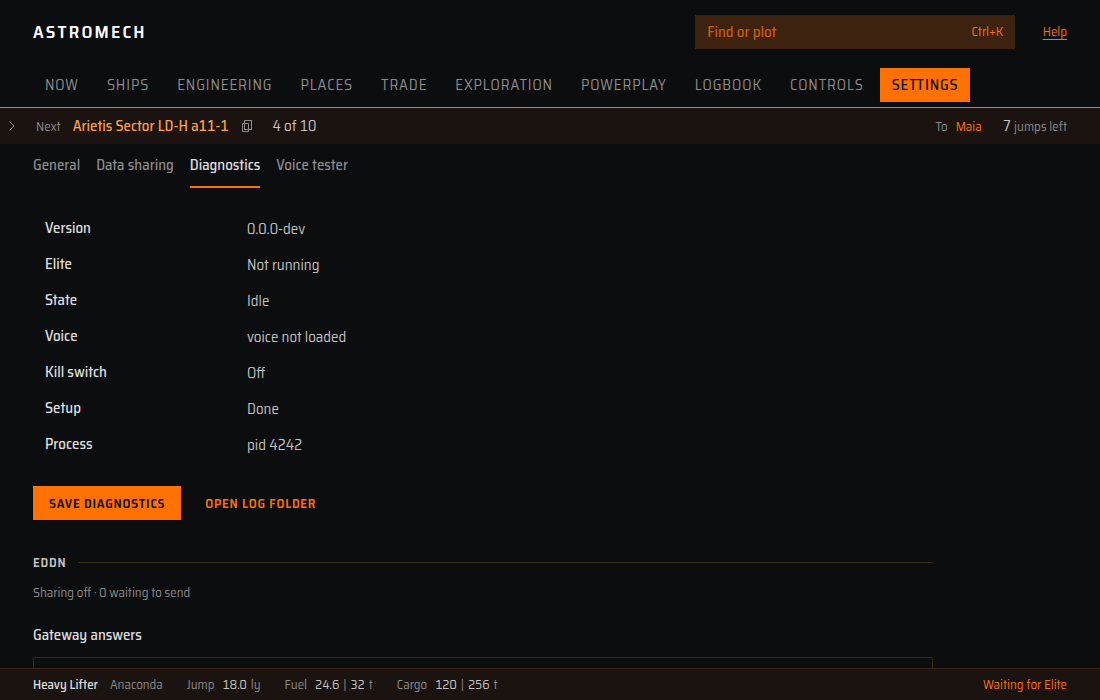 ASTROMECH
Find or plot Ctrl+K Help
NOW SHIPS ENGINEERING PLACES TRADE EXPLORATION POWERPLAY LOGBOOK CONTROLS SETTINGS
Next Arietis Sector LD-H a11-1 4 of 10 To Maia 7 jumps left
General Data sharing Diagnostics Voice tester
Version 0.0.0-dev
Elite Not running
State Idle
Voice voice not loaded
Kill switch Off
Setup Done
Process pid 4242
SAVE DIAGNOSTICS OPEN LOG FOLDER
EDDN
Sharing off · 0 waiting to send
Gateway answers
Heavy Lifter Anaconda Jump 18.0 ly Fuel 24.6 | 32 t Cargo 120 | 256 t Waiting for Elite